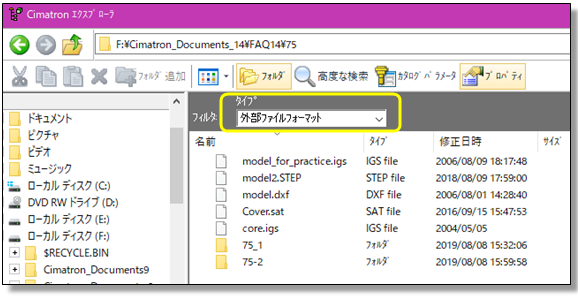 Cimatron エクスプローラ
F:¥Cimatron_Documents_14¥FAQ14¥75
フォルダ 追加 フォルダ 高度な検索 カタログ パラメータ プロパティ
タイプ
フィルタ: 外部ファイルフォーマット
ドキュメント
ピクチャ
ビデオ
ミュージック
ローカル ディスク (C:)
DVD RW ドライブ (D:)
ローカル ディスク (E:)
ローカル ディスク (F:)
$RECYCLE.BIN
Cimatron_Documents9
名前 タイプ 修正日時 サイズ
model_for_practice.igs IGS file 2006/08/09 18:17:48
model2.STEP STEP file 2018/08/09 17:59:00
model.dxf DXF file 2006/08/01 14:28:40
Cover.sat SAT file 2016/09/15 15:47:53
core.igs IGS file 2004/05/05
75_1 フォルダ 2019/08/08 15:32:06
75-2 フォルダ 2019/08/08 15:59:58